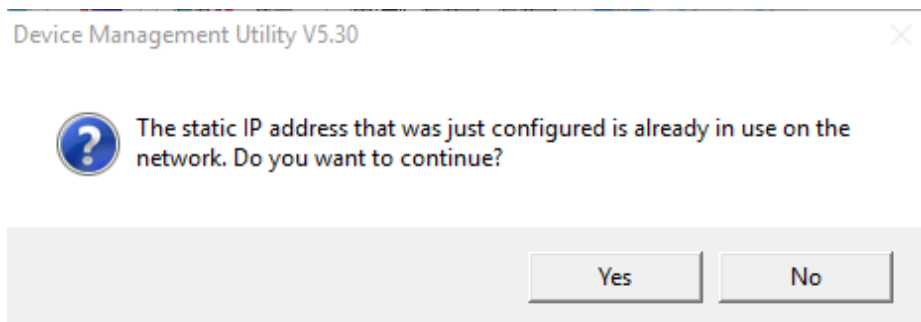 Device Management Utility V5.30
The static IP address that was just configured is already in use on the
network. Do you want to continue?
Yes
No